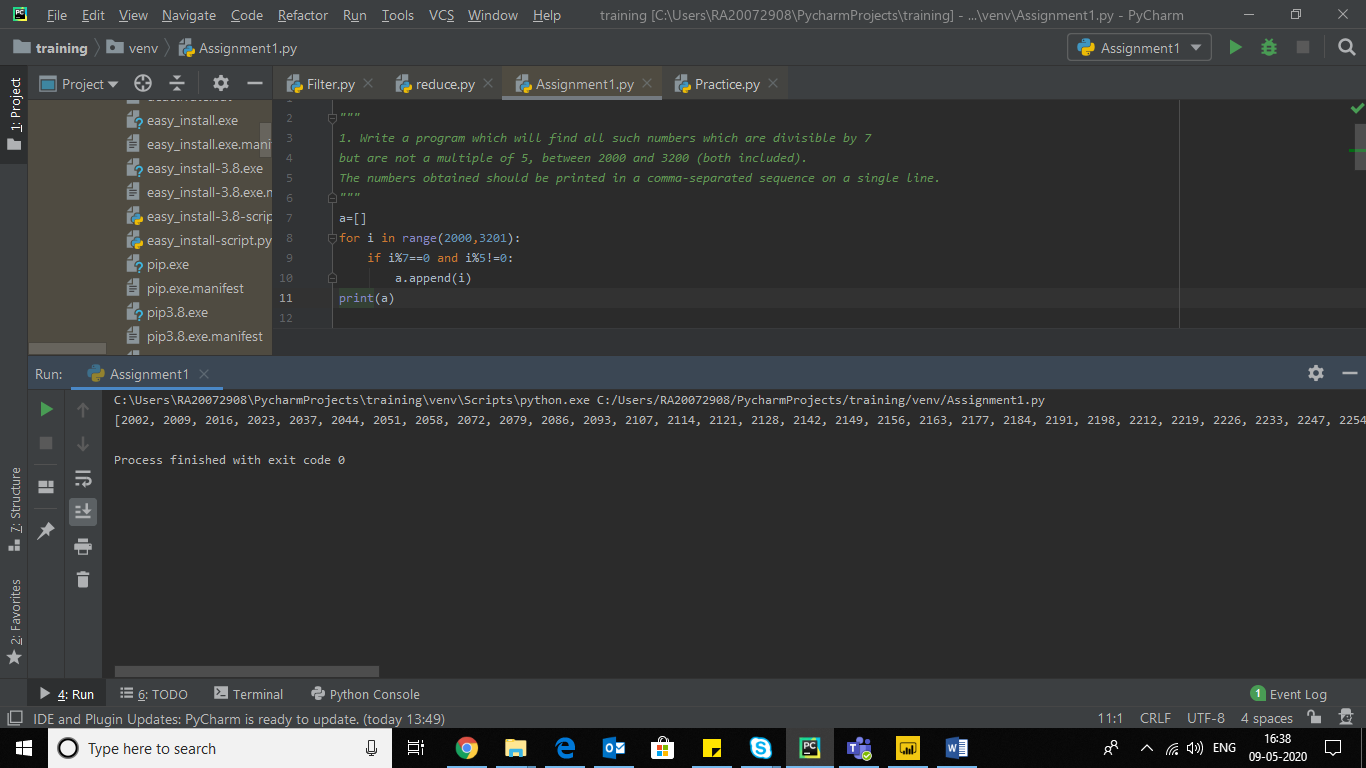 File Edit View Navigate Code Refactor Run Tools VCS Window Help training [C:\Users\RA20072908\PycharmProjects\training] - ...\venv\Assignment1.py - PyCharm
training venv Assignment1.py Assignment1
1: Project
Project Filter.py reduce.py Assignment1.py Practice.py
easy_install.exe
easy_install.exe.mani
easy_install-3.8.exe
easy_install-3.8.exe.m
easy_install-3.8-scrip
easy_install-script.py
pip.exe
pip.exe.manifest
pip3.8.exe
pip3.8.exe.manifest
2 """
3 1. Write a program which will find all such numbers which are divisible by 7
4 but are not a multiple of 5, between 2000 and 3200 (both included).
5 The numbers obtained should be printed in a comma-separated sequence on a single line.
6 """
7 a=[]
8 for i in range(2000,3201):
9 if i%7==0 and i%5!=0:
10 a.append(i)
11 print(a)
12
Run: Assignment1
C:\Users\RA20072908\PycharmProjects\training\venv\Scripts\python.exe C:/Users/RA20072908/PycharmProjects/training/venv/Assignment1.py
[2002, 2009, 2016, 2023, 2037, 2044, 2051, 2058, 2072, 2079, 2086, 2093, 2107, 2114, 2121, 2128, 2142, 2149, 2156, 2163, 2177, 2184, 2191, 2198, 2212, 2219, 2226, 2233, 2247, 2254
Process finished with exit code 0
7: Structure
2: Favorites
4: Run 6: TODO Terminal Python Console 1 Event Log
IDE and Plugin Updates: PyCharm is ready to update. (today 13:49) 11:1 CRLF UTF-8 4 spaces
Type here to search ENG 16:38
09-05-2020